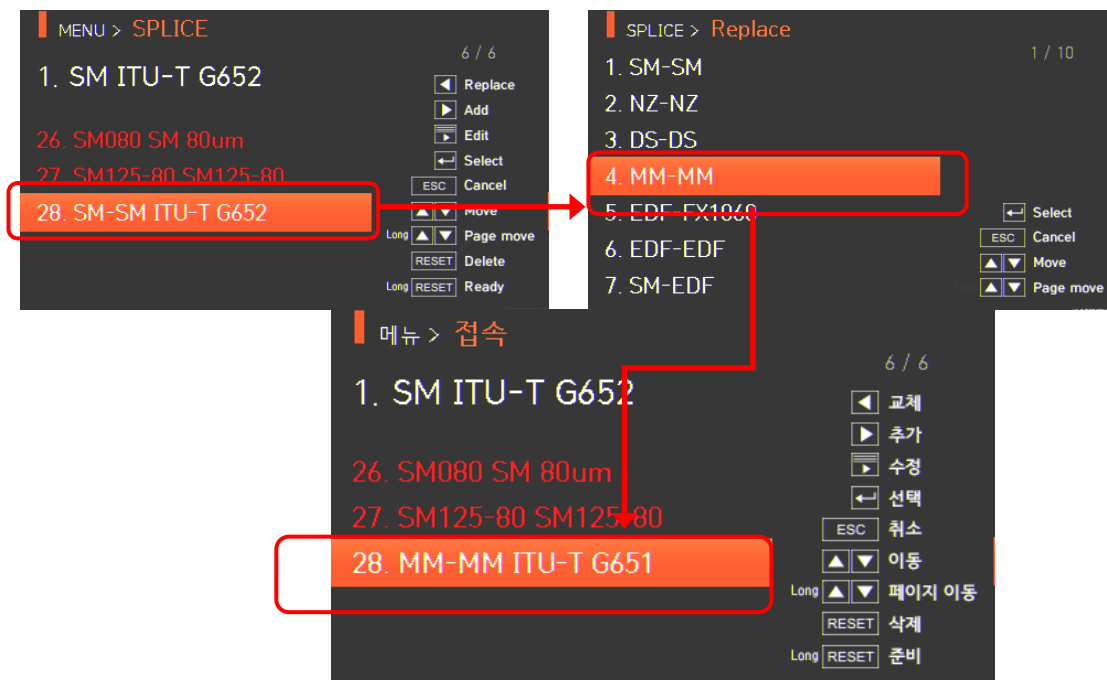 MENU > SPLICE
6 / 6
1. SM ITU-T G652
26. SM080 SM 80um
27. SM125-80 SM125-80
28. SM-SM ITU-T G652
Replace
Add
Edit
Select
ESC Cancel
Move
Long Page move
RESET Delete
Long RESET Ready
SPLICE > Replace
1 / 10
1. SM-SM
2. NZ-NZ
3. DS-DS
4. MM-MM
5. EDF-FX1060
6. EDF-EDF
7. SM-EDF
Select
ESC Cancel
Move
Page move
메뉴 > 접속
6 / 6
1. SM ITU-T G652
26. SM080 SM 80um
27. SM125-80 SM125-80
28. MM-MM ITU-T G651
교체
추가
수정
선택
ESC 취소
이동
Long 페이지 이동
RESET 삭제
Long RESET 준비